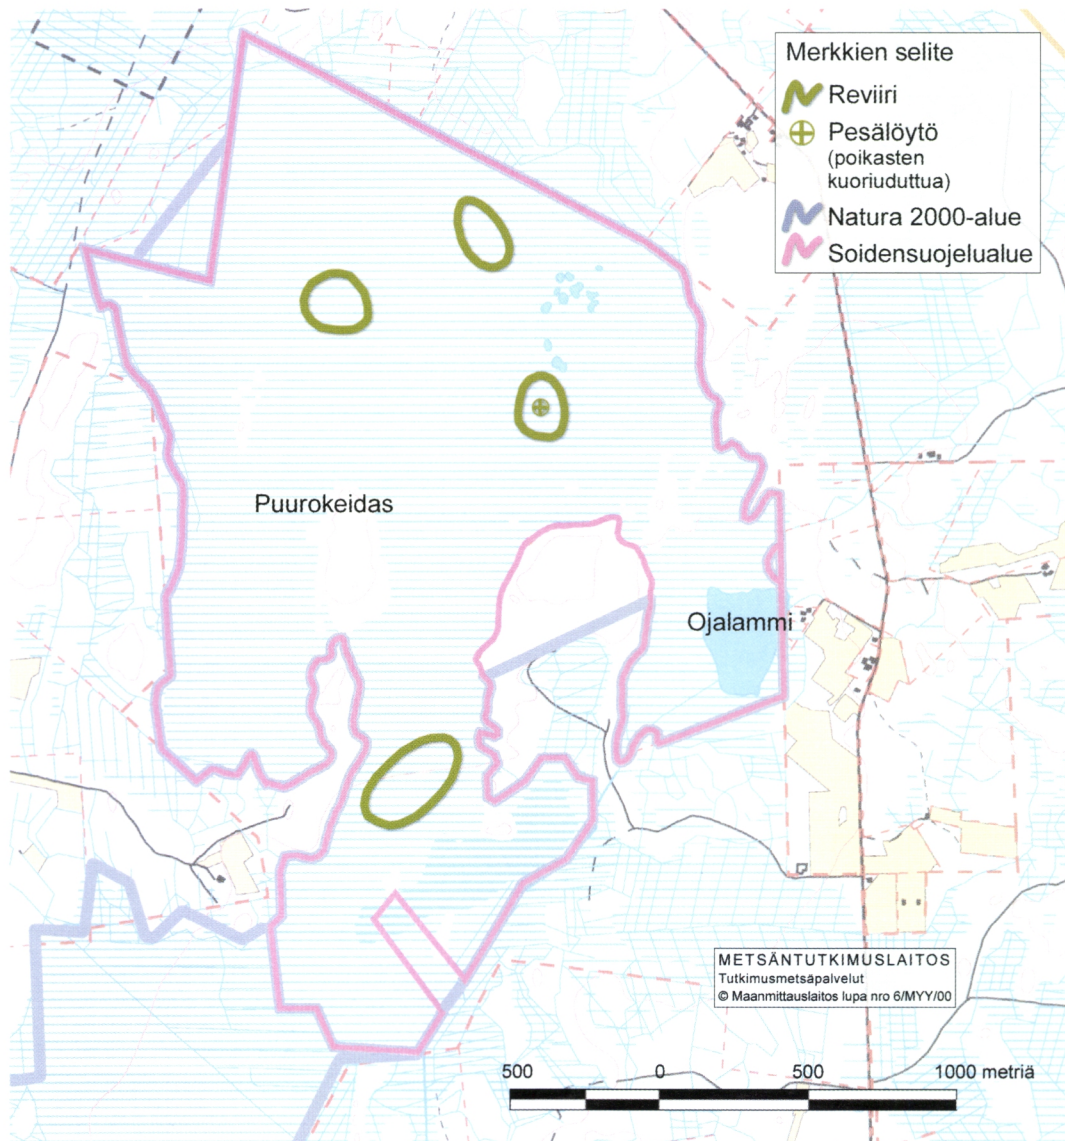 Merkkien selite
Reviiri
Pesälöytö
(poikasten
kuoriuduttua)
Natura 2000-alue
Soidensuojelualue
Puurokeidas
Ojalammi
METSÄNTUTKIMUSLAITOS
Tutkimusmetsäpalvelut
© Maanmittauslaitos lupa nro 6/MYY/00
500 0 500 1000 metriä